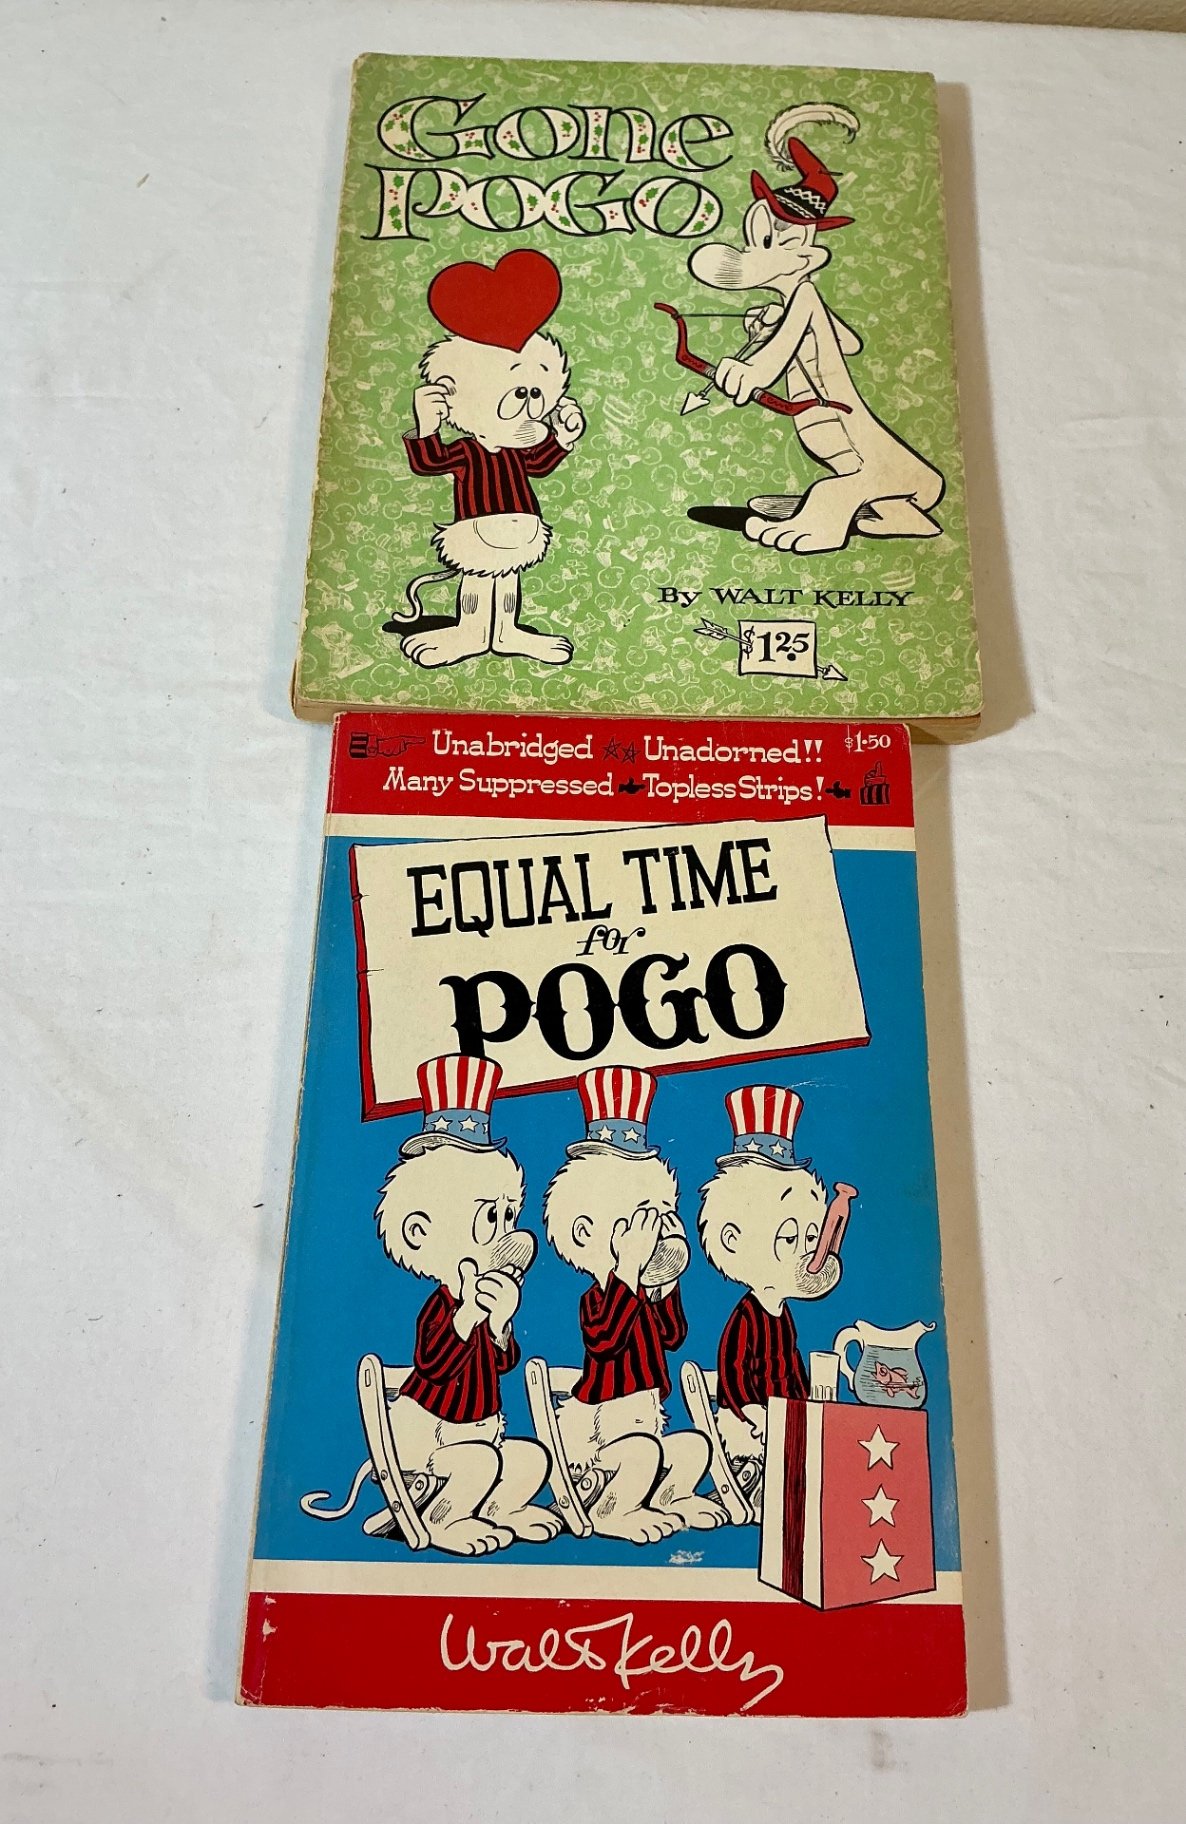 Gone
POGO
By WALT KELLY
$1.25
Unabridged Unadorned!! $1.50
Many Suppressed Topless Strips!
EQUAL TIME
for
POGO
Walt Kelly